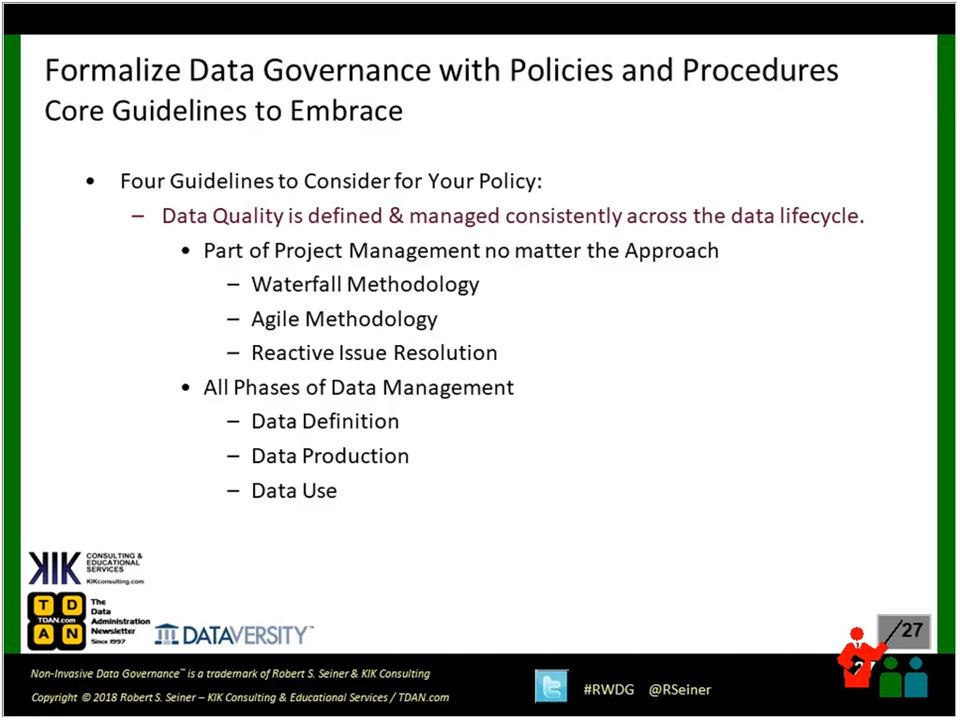 Formalize Data Governance with Policies and Procedures
Core Guidelines to Embrace
• Four Guidelines to Consider for Your Policy:
– Data Quality is defined & managed consistently across the data lifecycle.
• Part of Project Management no matter the Approach
– Waterfall Methodology
– Agile Methodology
– Reactive Issue Resolution
• All Phases of Data Management
– Data Definition
– Data Production
– Data Use
KIK CONSULTING &
EDUCATIONAL
SERVICES
KIKconsulting.com
T D
TDAN.com
A N
The
Data
Administration
Newsletter
Since 1997
DATAVERSITY™
/27
Non-Invasive Data Governance™ is a trademark of Robert S. Seiner & KIK Consulting
Copyright © 2018 Robert S. Seiner – KIK Consulting & Educational Services / TDAN.com
#RWDG @RSeiner